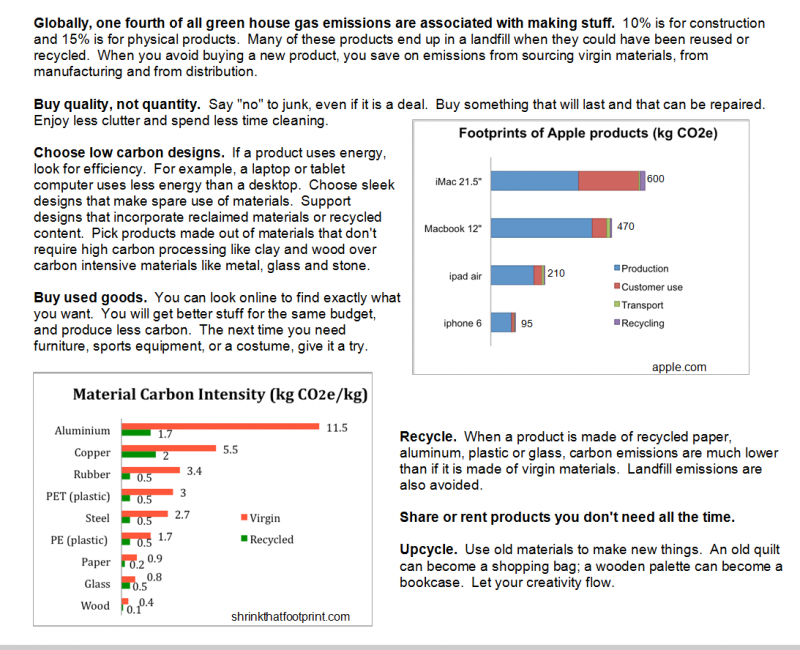 Globally, one fourth of all green house gas emissions are associated with making stuff.  10% is for construction
and 15% is for physical products.  Many of these products end up in a landfill when they could have been reused or
recycled.  When you avoid buying a new product, you save on emissions from sourcing virgin materials, from
manufacturing and from distribution.
Buy quality, not quantity.  Say "no" to junk, even if it is a deal.  Buy something that will last and that can be repaired.
Enjoy less clutter and spend less time cleaning.
Choose low carbon designs.  If a product uses energy,
look for efficiency.  For example, a laptop or tablet
computer uses less energy than a desktop.  Choose sleek
designs that make spare use of materials.  Support
designs that incorporate reclaimed materials or recycled
content.  Pick products made out of materials that don't
require high carbon processing like clay and wood over
carbon intensive materials like metal, glass and stone.
Buy used goods.  You can look online to find exactly what
you want.  You will get better stuff for the same budget,
and produce less carbon.  The next time you need
furniture, sports equipment, or a costume, give it a try.
Footprints of Apple products (kg CO2e)
iMac 21.5" 600
Macbook 12" 470
ipad air 210
iphone 6 95
Production
Customer use
Transport
Recycling
apple.com
Material Carbon Intensity (kg CO2e/kg)
Aluminium 11.5
1.7
Copper 5.5
2
Rubber 3.4
0.5
PET (plastic) 3
0.5
Steel 2.7
0.5
PE (plastic) 1.7
0.5
Paper 0.9
0.2
Glass 0.8
0.5
Wood 0.4
0.1
Virgin
Recycled
shrinkthatfootprint.com
Recycle.  When a product is made of recycled paper,
aluminum, plastic or glass, carbon emissions are much lower
than if it is made of virgin materials.  Landfill emissions are
also avoided.
Share or rent products you don't need all the time.
Upcycle.  Use old materials to make new things.  An old quilt
can become a shopping bag; a wooden palette can become a
bookcase.  Let your creativity flow.